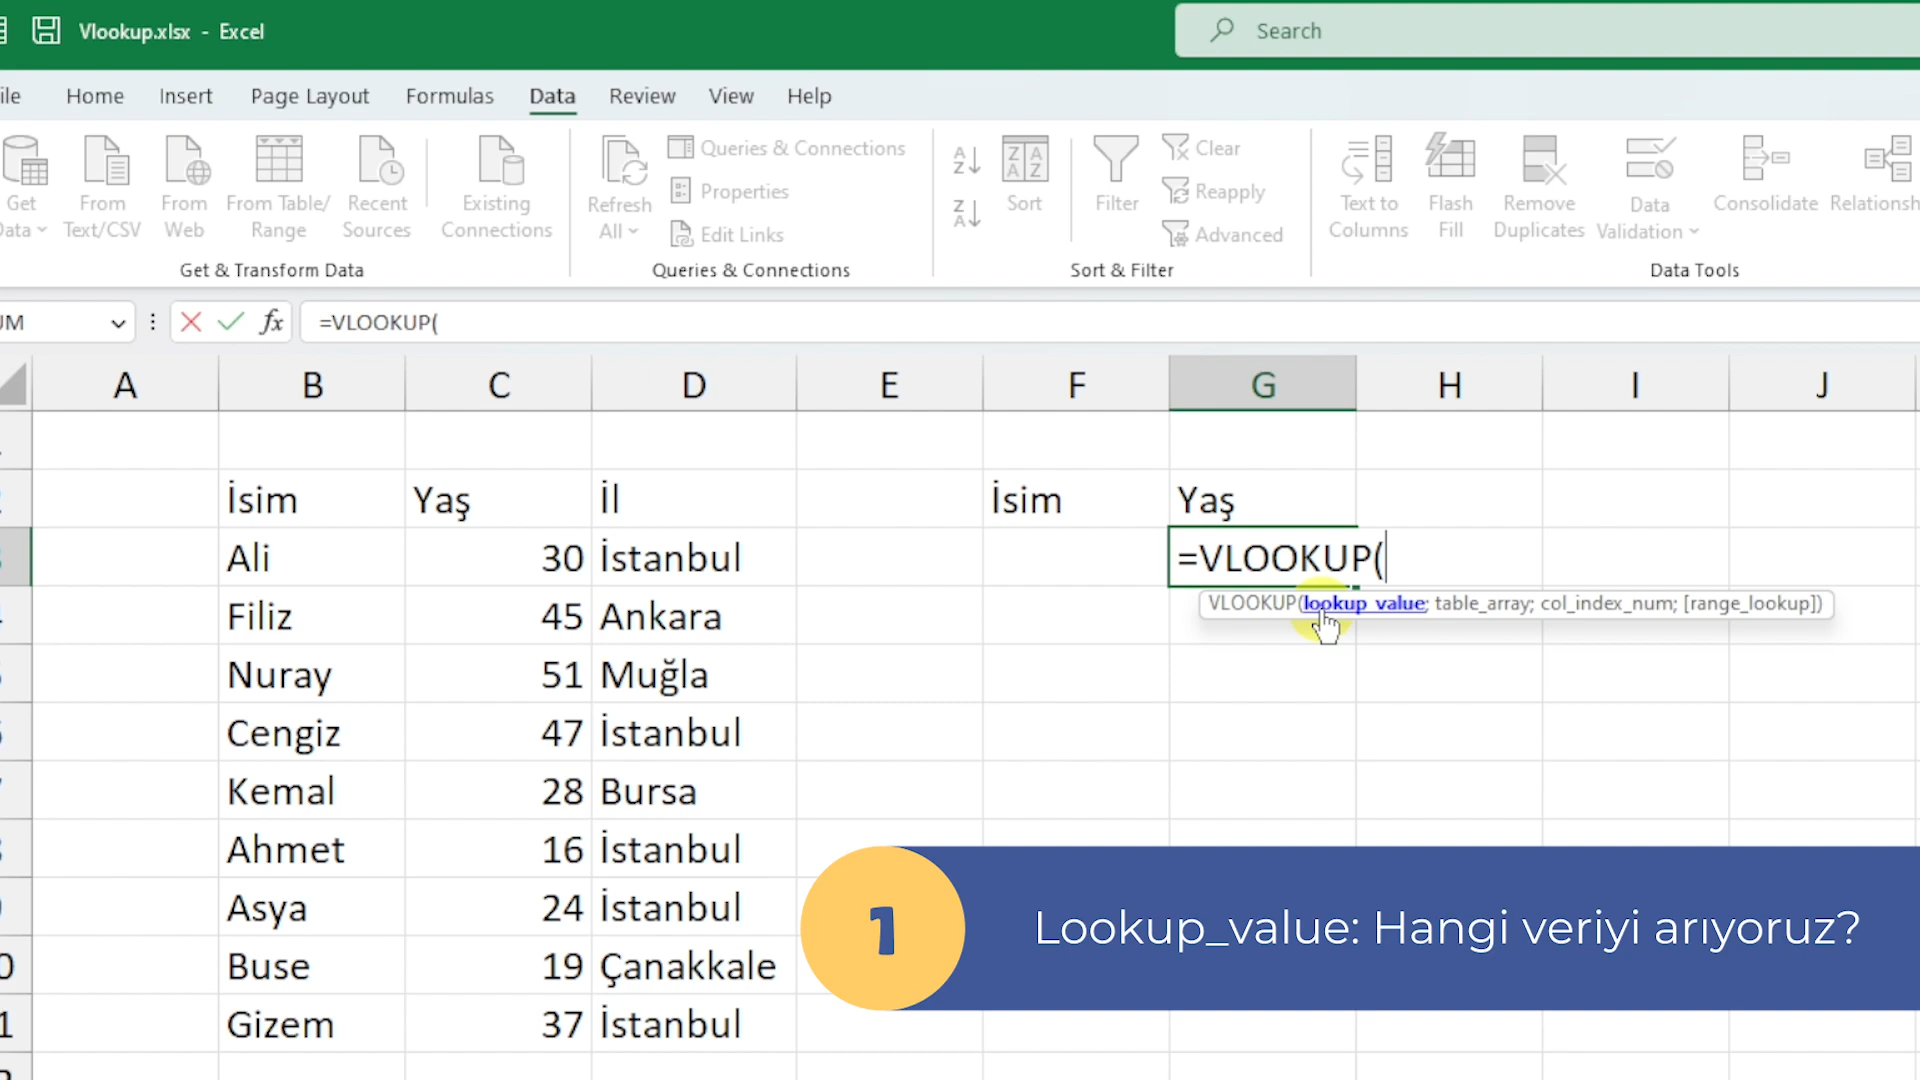 Vlookup.xlsx - Excel
Search
ile Home Insert Page Layout Formulas Data Review View Help
Get Data
From Text/CSV
From Web
From Table/ Range
Recent Sources
Existing Connections
Get & Transform Data
Refresh All
Queries & Connections
Properties
Edit Links
Queries & Connections
Sort
Filter
Clear
Reapply
Advanced
Sort & Filter
Text to Columns
Flash Fill
Remove Duplicates
Data Validation
Consolidate
Relationsh
Data Tools
UM fx =VLOOKUP(
A B C D E F G H I J
İsim Yaş İl İsim Yaş
Ali 30 İstanbul =VLOOKUP(
VLOOKUP(lookup_value; table_array; col_index_num; [range_lookup])
Filiz 45 Ankara
Nuray 51 Muğla
Cengiz 47 İstanbul
Kemal 28 Bursa
Ahmet 16 İstanbul
Asya 24 İstanbul
1 Lookup_value: Hangi veriyi arıyoruz?
Buse 19 Çanakkale
Gizem 37 İstanbul